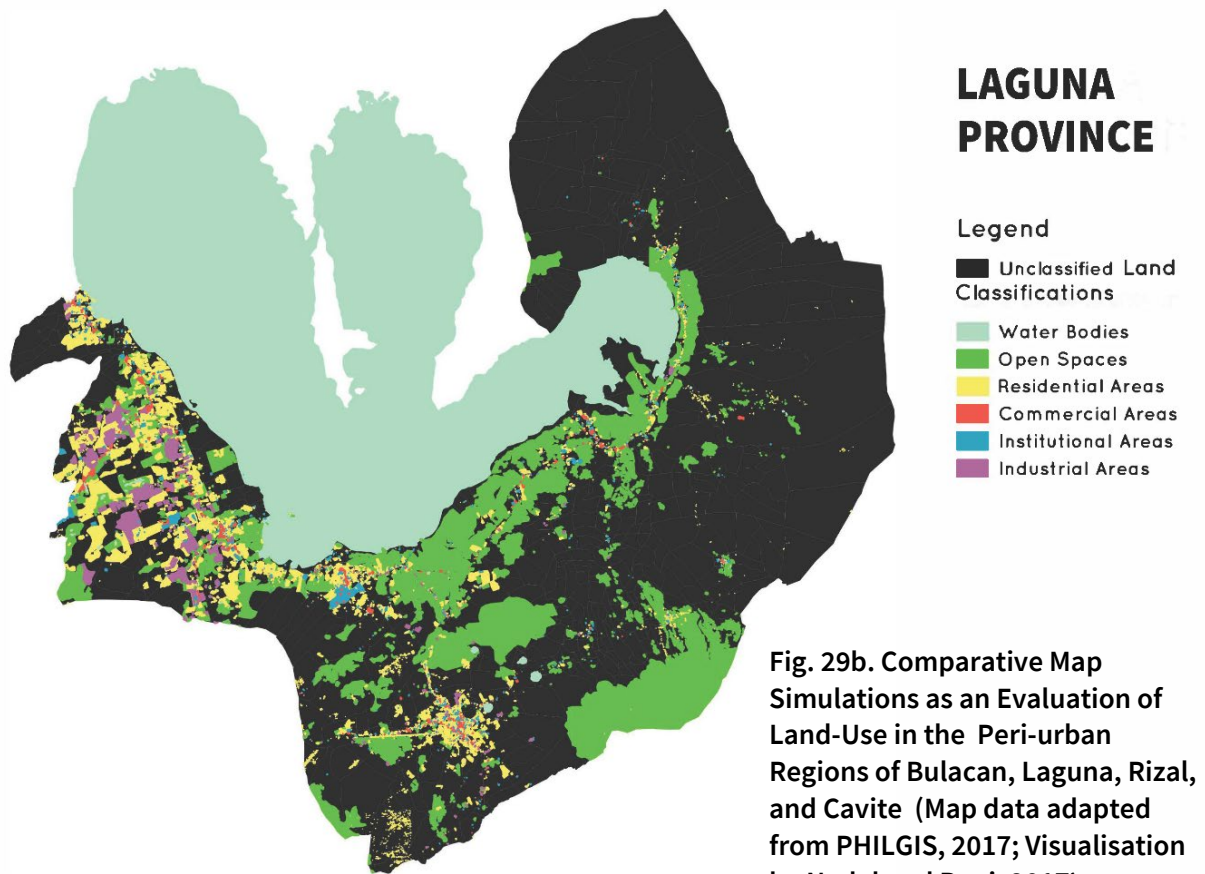 LAGUNA
PROVINCE
Legend
Unclassified Land
Classifications
Water Bodies
Open Spaces
Residential Areas
Commercial Areas
Institutional Areas
Industrial Areas
Fig. 29b. Comparative Map
Simulations as an Evaluation of
Land-Use in the Peri-urban
Regions of Bulacan, Laguna, Rizal,
and Cavite (Map data adapted
from PHILGIS, 2017; Visualisation